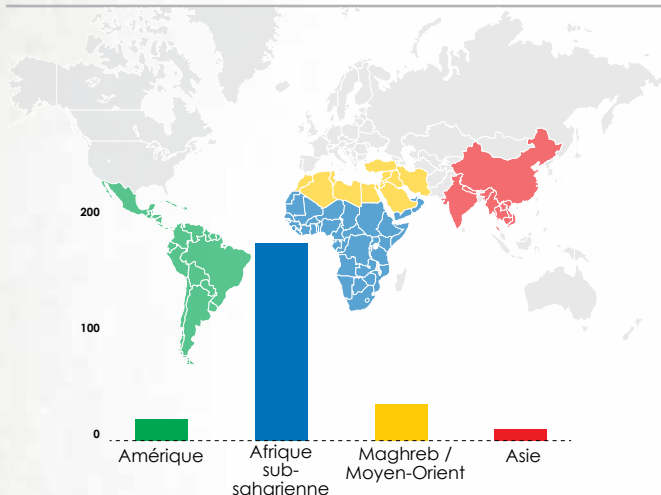 200
100
0
Amérique
Afrique
sub-
saharienne
Maghreb /
Moyen-Orient
Asie